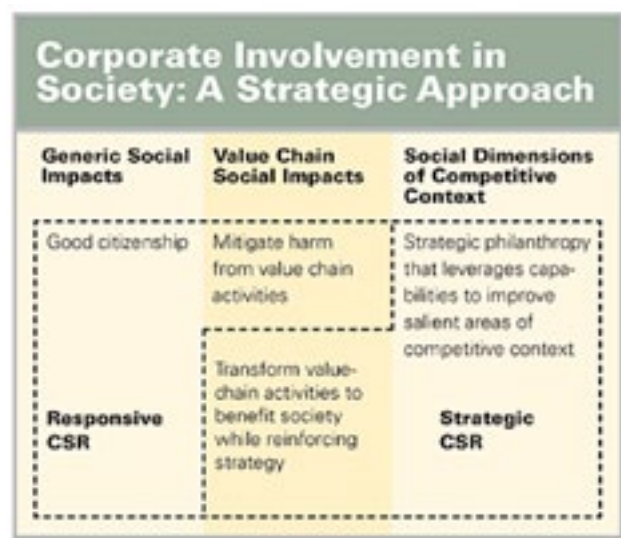 Corporate Involvement in
Society: A Strategic Approach
Generic Social
Impacts
Value Chain
Social Impacts
Social Dimensions
of Competitive
Context
Good citizenship
Mitigate harm
from value chain
activities
Strategic philanthropy
that leverages capa-
bilities to improve
salient areas of
competitive context
Transform value-
chain activities to
benefit society
while reinforcing
strategy
Responsive
CSR
Strategic
CSR